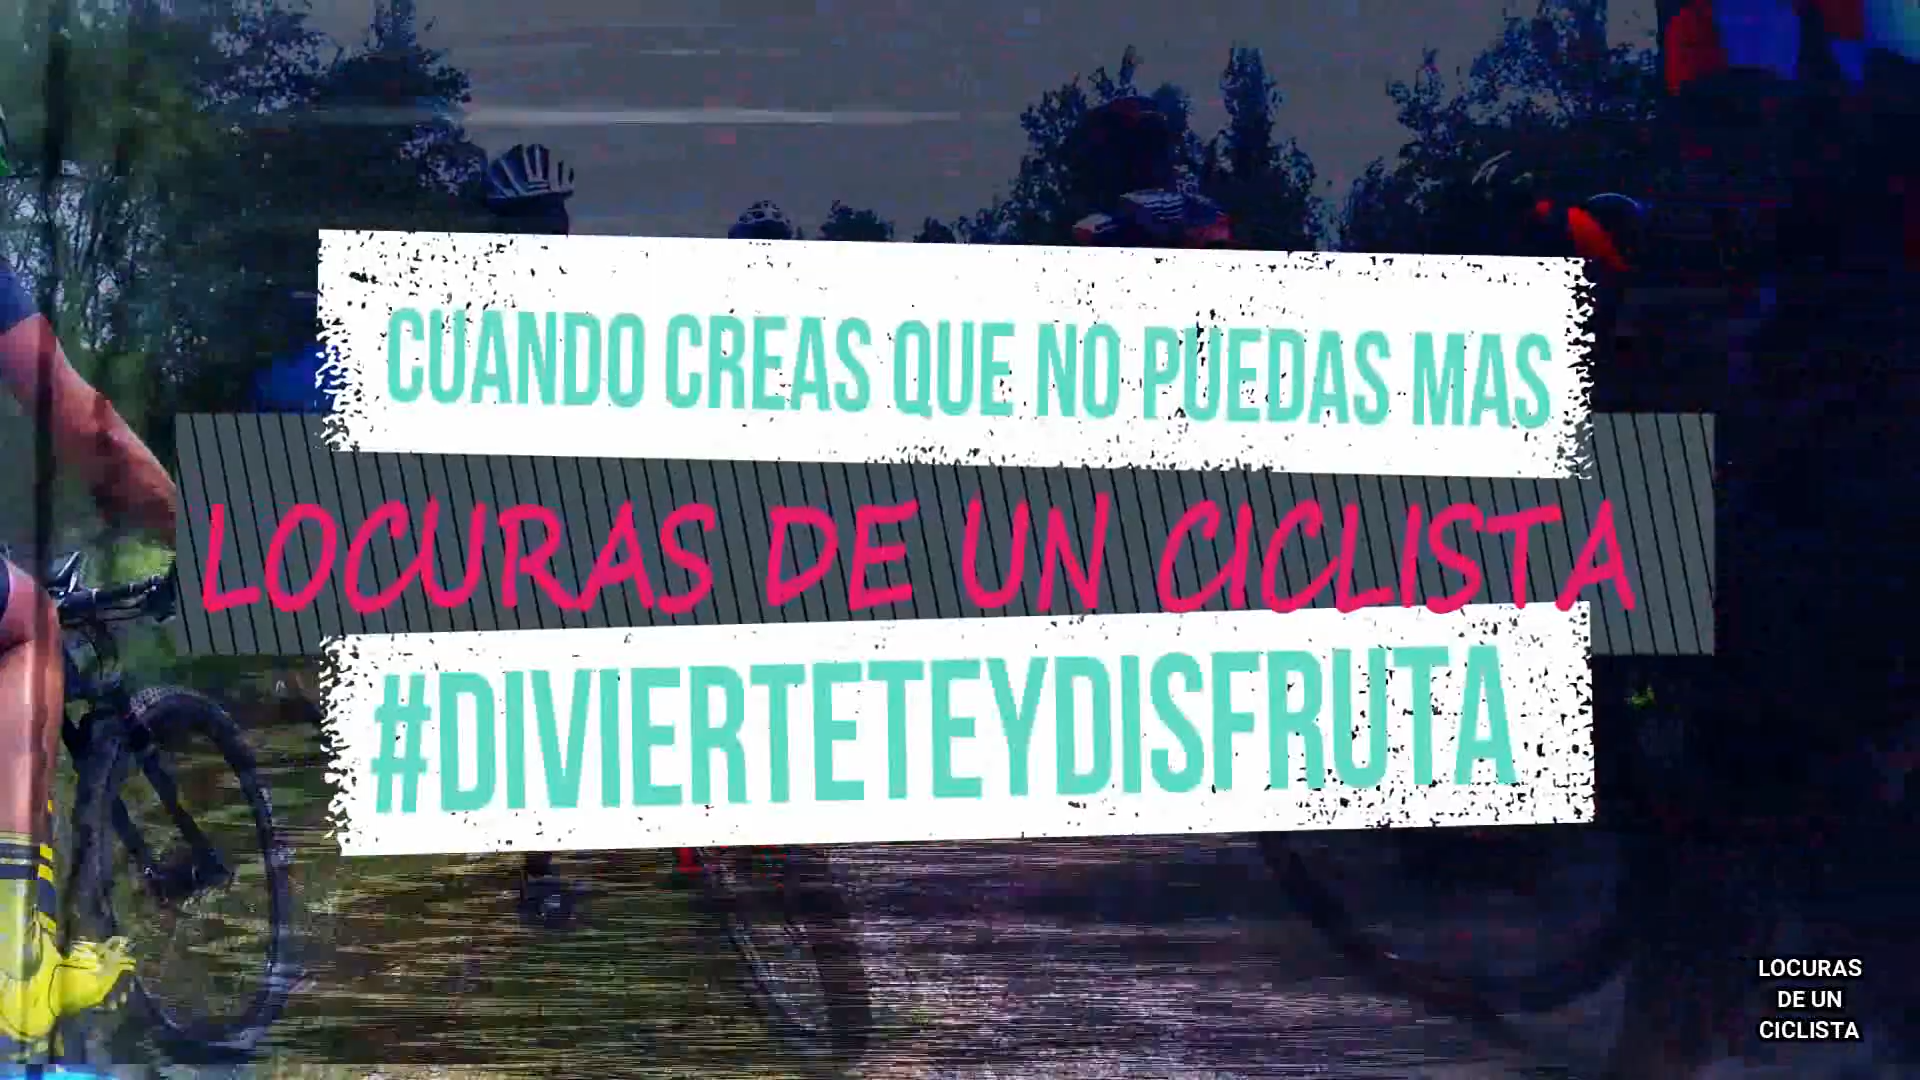 CUANDO CREAS QUE NO PUEDAS MAS
LOCURAS DE UN CICLISTA
#DIVIERTETEYDISFRUTA
LOCURAS
DE UN
CICLISTA